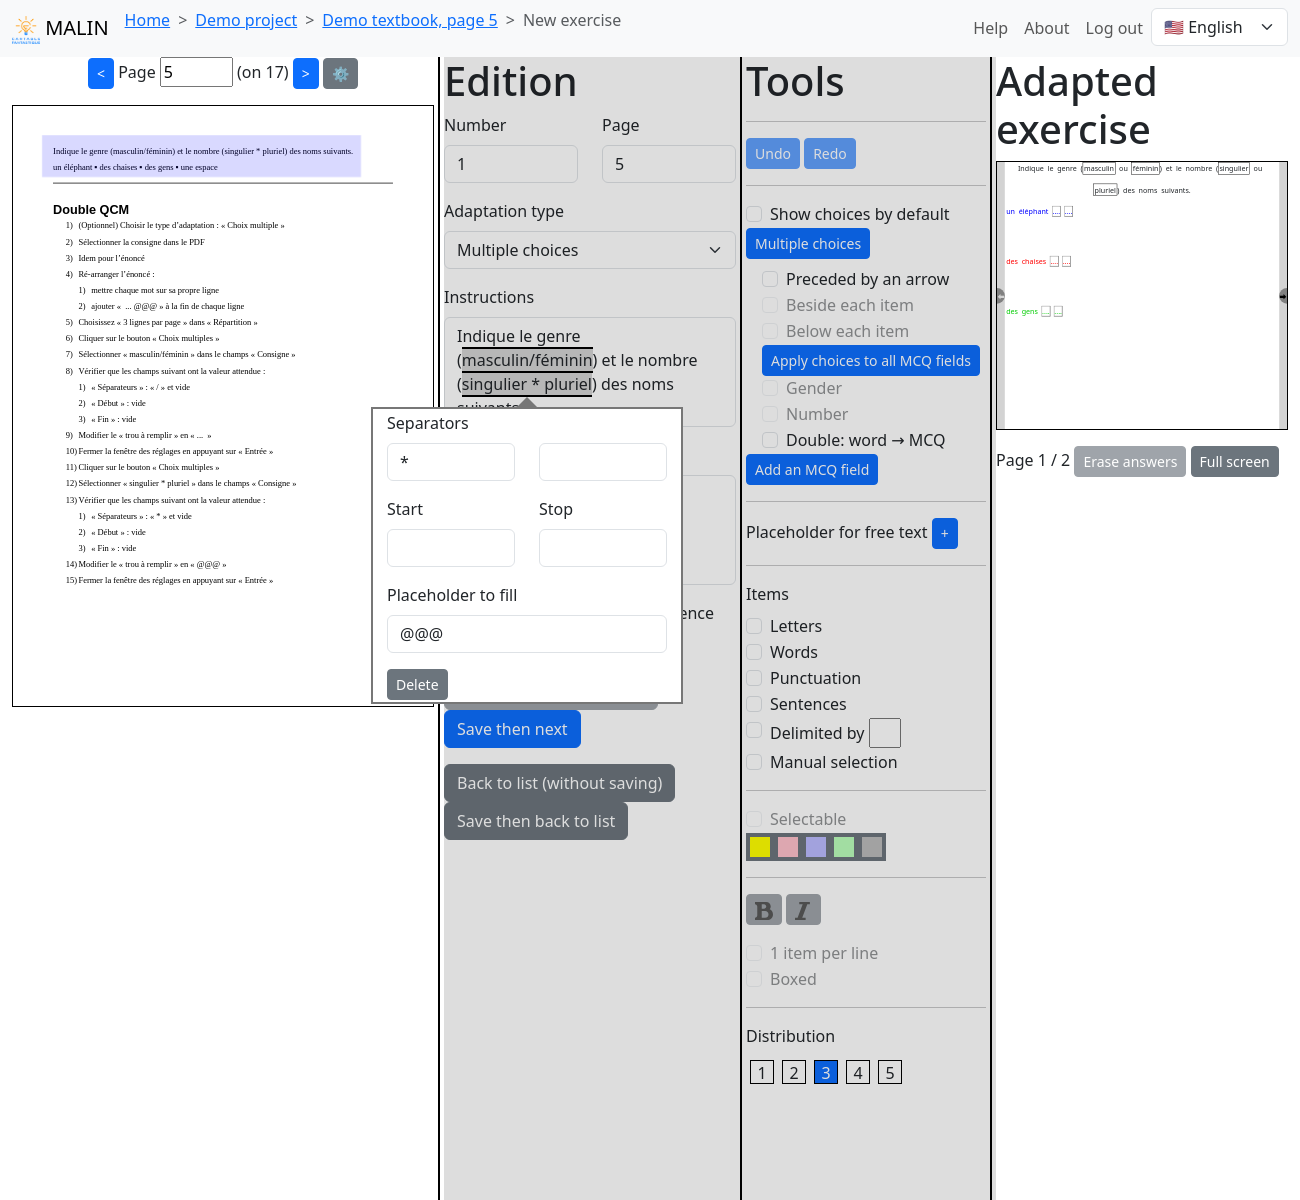 MALIN
Home > Demo project > Demo textbook, page 5 > New exercise
Help About Log out 🇺🇸 English
< Page 5 (on 17) > ⚙️
Indique le genre (masculin/féminin) et le nombre (singulier * pluriel) des noms suivants.
un éléphant • des chaises • des gens • une espace
Double QCM
1) (Optionnel) Choisir le type d’adaptation : « Choix multiple »
2) Sélectionner la consigne dans le PDF
3) Idem pour l’énoncé
4) Ré-arranger l’énoncé :
1) mettre chaque mot sur sa propre ligne
2) ajouter « ... @@@ » à la fin de chaque ligne
5) Choisissez « 3 lignes par page » dans « Répartition »
6) Cliquer sur le bouton « Choix multiples »
7) Sélectionner « masculin/féminin » dans le champs « Consigne »
8) Vérifier que les champs suivant ont la valeur attendue :
1) « Séparateurs » : « / » et vide
2) « Début » : vide
3) « Fin » : vide
9) Modifier le « trou à remplir » en « ... »
10) Fermer la fenêtre des réglages en appuyant sur « Entrée »
11) Cliquer sur le bouton « Choix multiples »
12) Sélectionner « singulier * pluriel » dans le champs « Consigne »
13) Vérifier que les champs suivant ont la valeur attendue :
1) « Séparateurs » : « * » et vide
2) « Début » : vide
3) « Fin » : vide
14) Modifier le « trou à remplir » en « @@@ »
15) Fermer la fenêtre des réglages en appuyant sur « Entrée »
Edition
Number Page
1 5
Adaptation type
Multiple choices
Instructions
Indique le genre
(masculin/féminin) et le nombre
(singulier * pluriel) des noms
suivants
Separators
*
Start Stop
Placeholder to fill
@@@
Delete
ence
Save then next
Back to list (without saving)
Save then back to list
Tools
Undo Redo
Show choices by default
Multiple choices
Preceded by an arrow
Beside each item
Below each item
Apply choices to all MCQ fields
Gender
Number
Double: word → MCQ
Add an MCQ field
Placeholder for free text +
Items
Letters
Words
Punctuation
Sentences
Delimited by
Manual selection
Selectable
B I
1 item per line
Boxed
Distribution
1 2 3 4 5
Adapted
exercise
Indique le genre (masculin ou féminin) et le nombre (singulier ou
pluriel) des noms suivants.
un éléphant .... ....
des chaises .... ....
des gens .... ....
Page 1 / 2 Erase answers Full screen